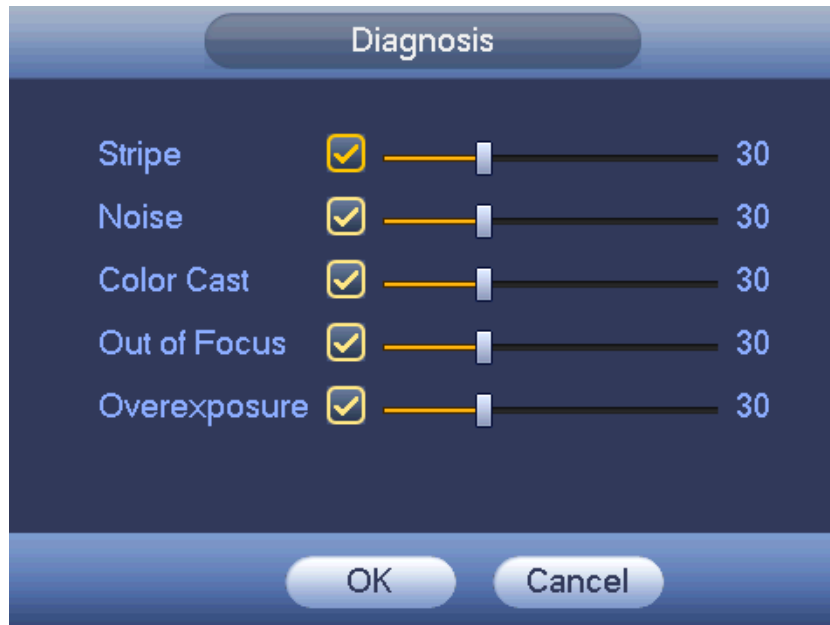 Diagnosis
Stripe 30
Noise 30
Color Cast 30
Out of Focus 30
Overexposure 30
OK Cancel